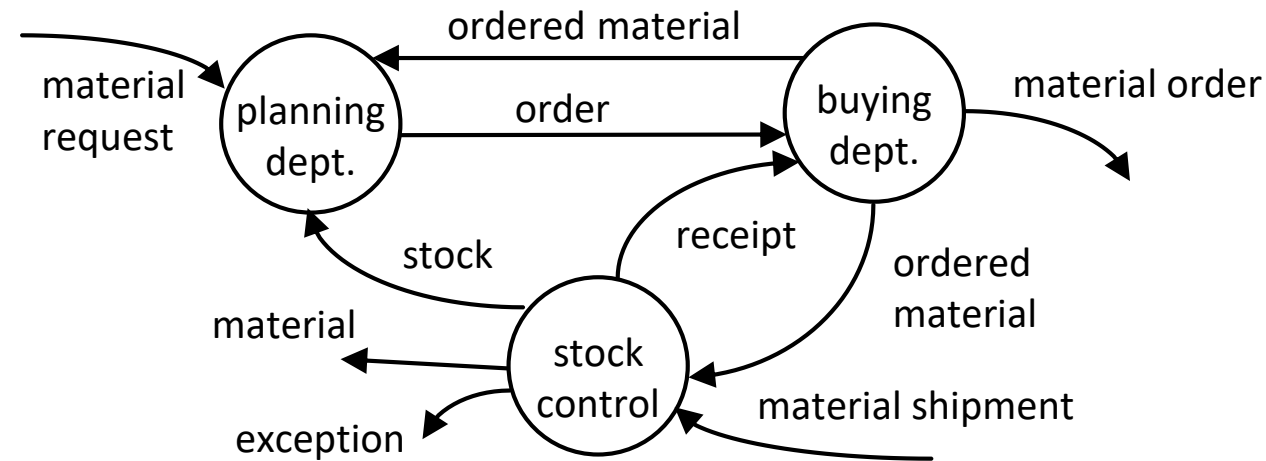 ordered material
material
request
planning
dept.
order
buying
dept.
material order
receipt
stock
ordered
material
material
stock
control
material shipment
exception